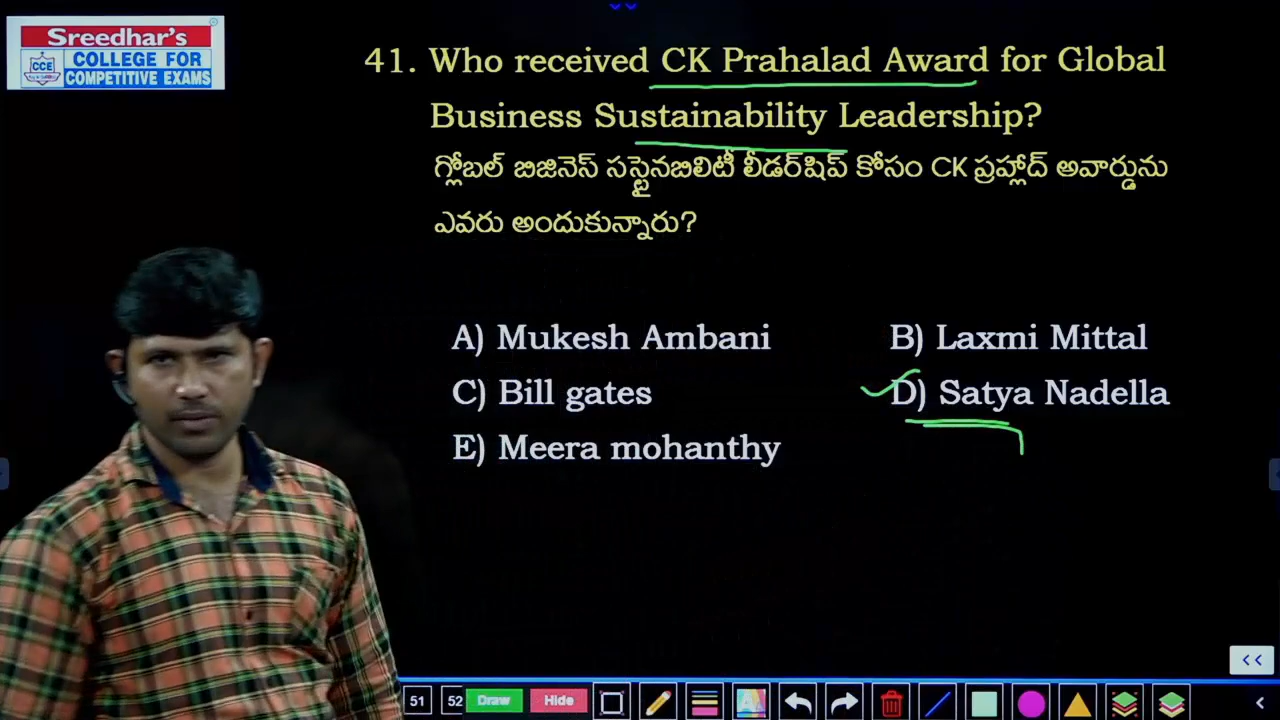 Sreedhar's
CCE
COLLEGE FOR
COMPETITIVE EXAMS
41. Who received CK Prahalad Award for Global
Business Sustainability Leadership?
గ్లోబల్ బిజినెస్ సస్టైనబిలిటీ లీడర్‌షిప్ కోసం CK ప్రహ్లాద్ అవార్డును
ఎవరు అందుకున్నారు?
A) Mukesh Ambani B) Laxmi Mittal
C) Bill gates D) Satya Nadella
E) Meera mohanthy
51 52 Draw Hide